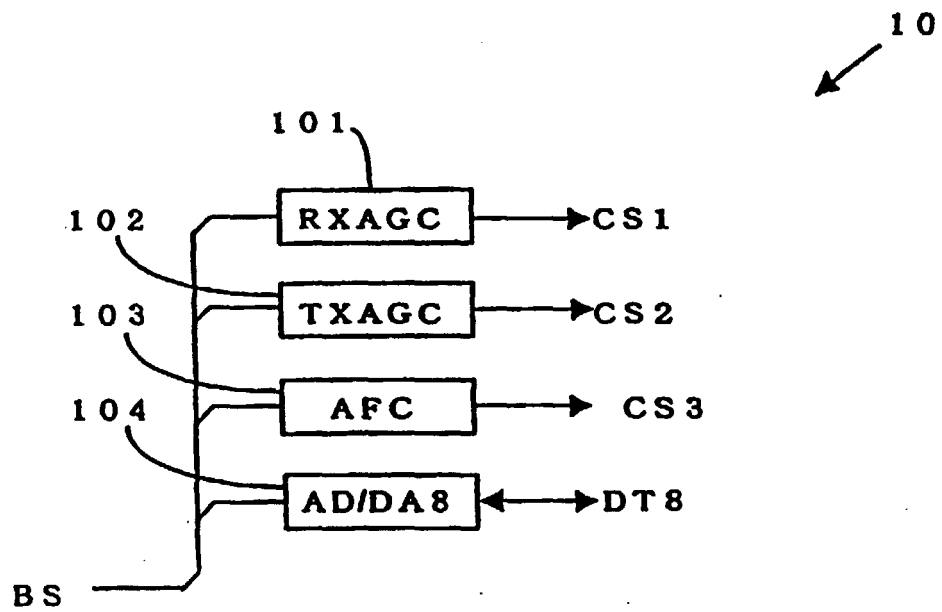 10
101
RXAGC CS1
102
TXAGC CS2
103
AFC CS3
104
AD/DA8 DT8
BS